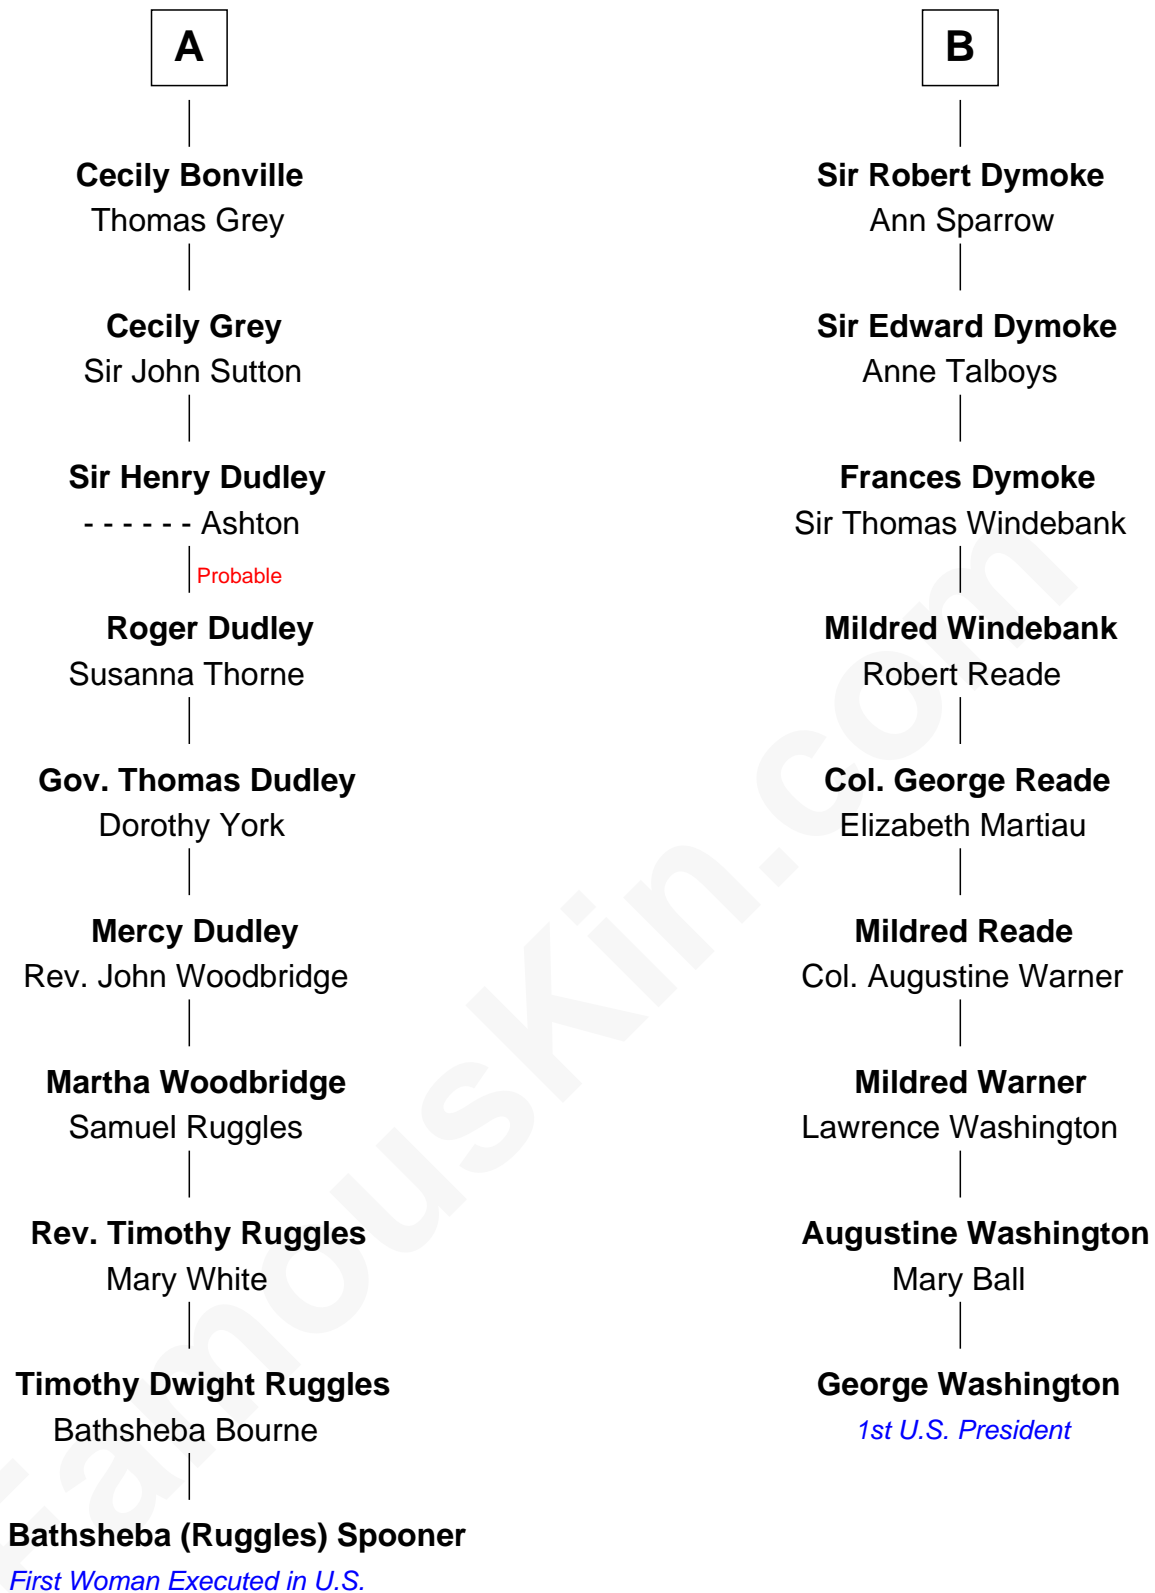 A
Cecily Bonville
Thomas Grey
Cecily Grey
Sir John Sutton
Sir Henry Dudley
- - - - - - Ashton
Probable
Roger Dudley
Susanna Thorne
Gov. Thomas Dudley
Dorothy York
Mercy Dudley
Rev. John Woodbridge
Martha Woodbridge
Samuel Ruggles
Rev. Timothy Ruggles
Mary White
Timothy Dwight Ruggles
Bathsheba Bourne
Bathsheba (Ruggles) Spooner
First Woman Executed in U.S.
B
Sir Robert Dymoke
Ann Sparrow
Sir Edward Dymoke
Anne Talboys
Frances Dymoke
Sir Thomas Windebank
Mildred Windebank
Robert Reade
Col. George Reade
Elizabeth Martiau
Mildred Reade
Col. Augustine Warner
Mildred Warner
Lawrence Washington
Augustine Washington
Mary Ball
George Washington
1st U.S. President
FamousKin.com